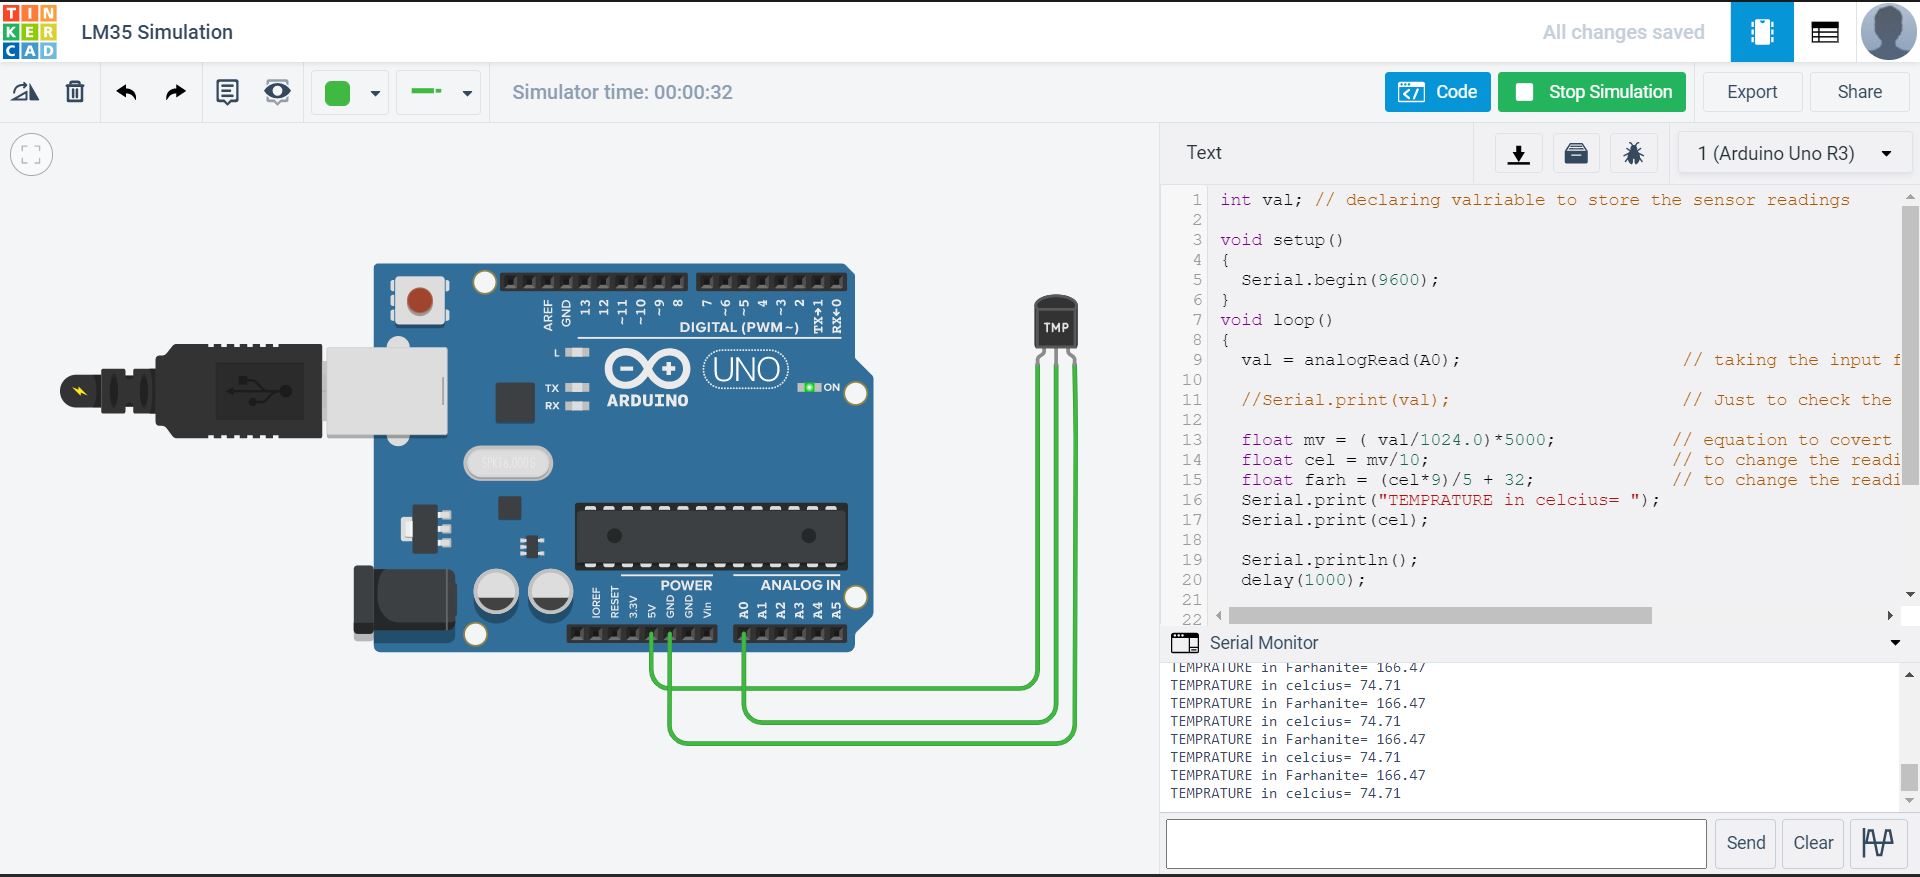 TIN
KER
CAD
LM35 Simulation
All changes saved
Simulator time: 00:00:32
Code
Stop Simulation
Export
Share
Text
1 (Arduino Uno R3)
1 int val; // declaring valriable to store the sensor readings
2
3 void setup()
4 {
5 Serial.begin(9600);
6 }
7 void loop()
8 {
9 val = analogRead(A0); // taking the input f
10
11 //Serial.print(val); // Just to check the
12
13 float mv = ( val/1024.0)*5000; // equation to covert
14 float cel = mv/10; // to change the readi
15 float farh = (cel*9)/5 + 32; // to change the readi
16 Serial.print("TEMPRATURE in celcius= ");
17 Serial.print(cel);
18
19 Serial.println();
20 delay(1000);
21
22
AREF GND 13 12 ~11 ~10 ~9 8 7 ~6 ~5 4 ~3 2 TX→1 RX←0
DIGITAL (PWM~)
L
TX
RX
UNO
ARDUINO
ON
TMP
SPK16.000G
POWER
ANALOG IN
IOREF RESET 3.3V 5V GND GND Vin A0 A1 A2 A3 A4 A5
Serial Monitor
TEMPRATURE in Farhanite= 166.47
TEMPRATURE in celcius= 74.71
TEMPRATURE in Farhanite= 166.47
TEMPRATURE in celcius= 74.71
TEMPRATURE in Farhanite= 166.47
TEMPRATURE in celcius= 74.71
TEMPRATURE in Farhanite= 166.47
TEMPRATURE in celcius= 74.71
Send
Clear